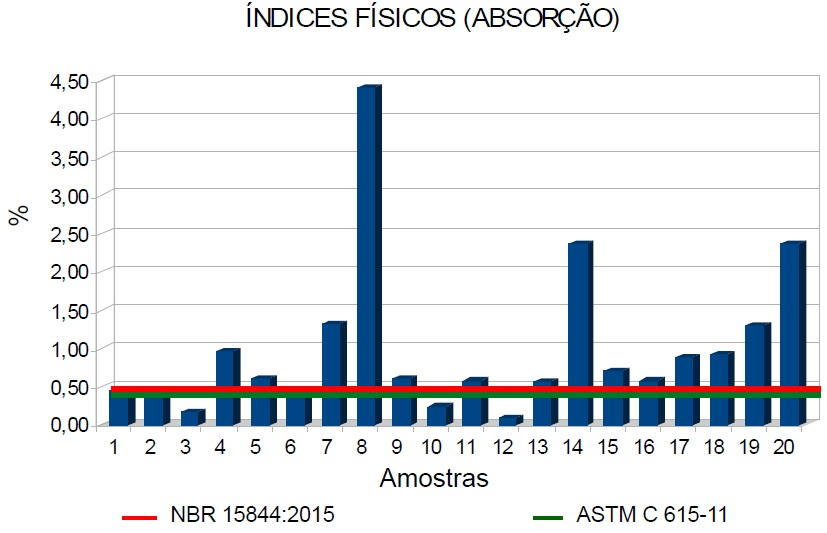 ÍNDICES FÍSICOS (ABSORÇÃO)
4,50
4,00
3,50
3,00
2,50
2,00
1,50
1,00
0,50
0,00
%
1 2 3 4 5 6 7 8 9 10 11 12 13 14 15 16 17 18 19 20
Amostras
NBR 15844:2015 ASTM C 615-11